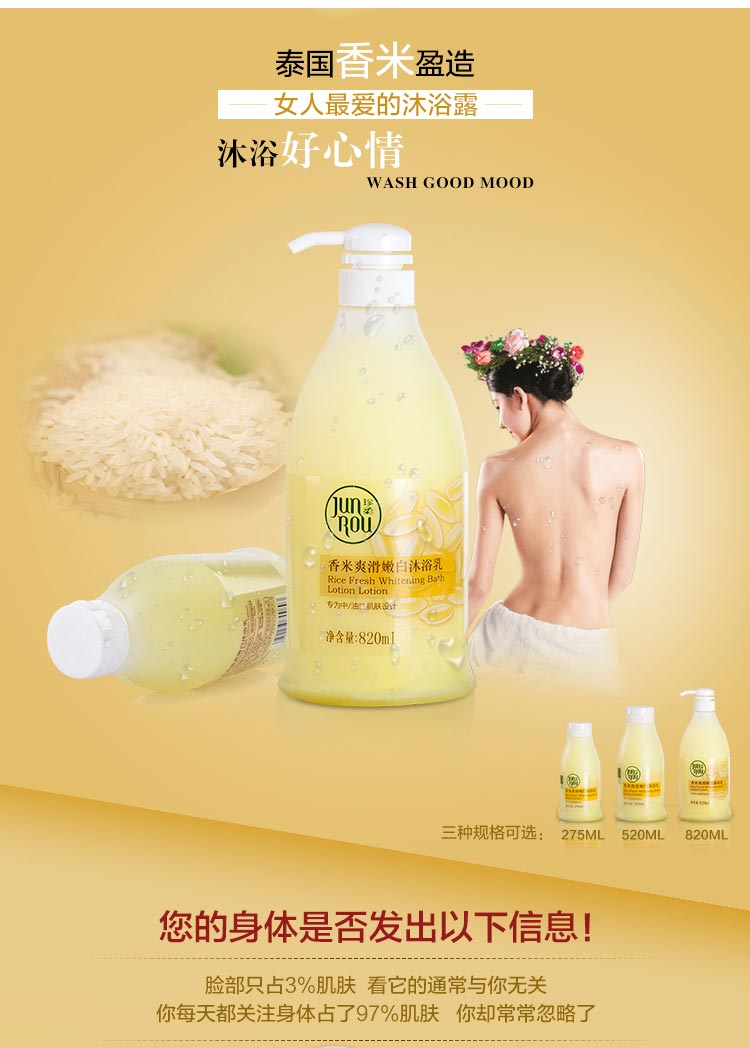 泰国香米盈造
女人最爱的沐浴露
沐浴好心情
WASH GOOD MOOD
Jun 珍柔
Rou
香米爽滑嫩白沐浴乳
Rice Fresh Whitening Bath
Lotion Lotion
专为中/油性肌肤设计
净含量:820ml
三种规格可选： 275ML 520ML 820ML
您的身体是否发出以下信息！
脸部只占3%肌肤 看它的通常与你无关
你每天都关注身体占了97%肌肤 你却常常忽略了